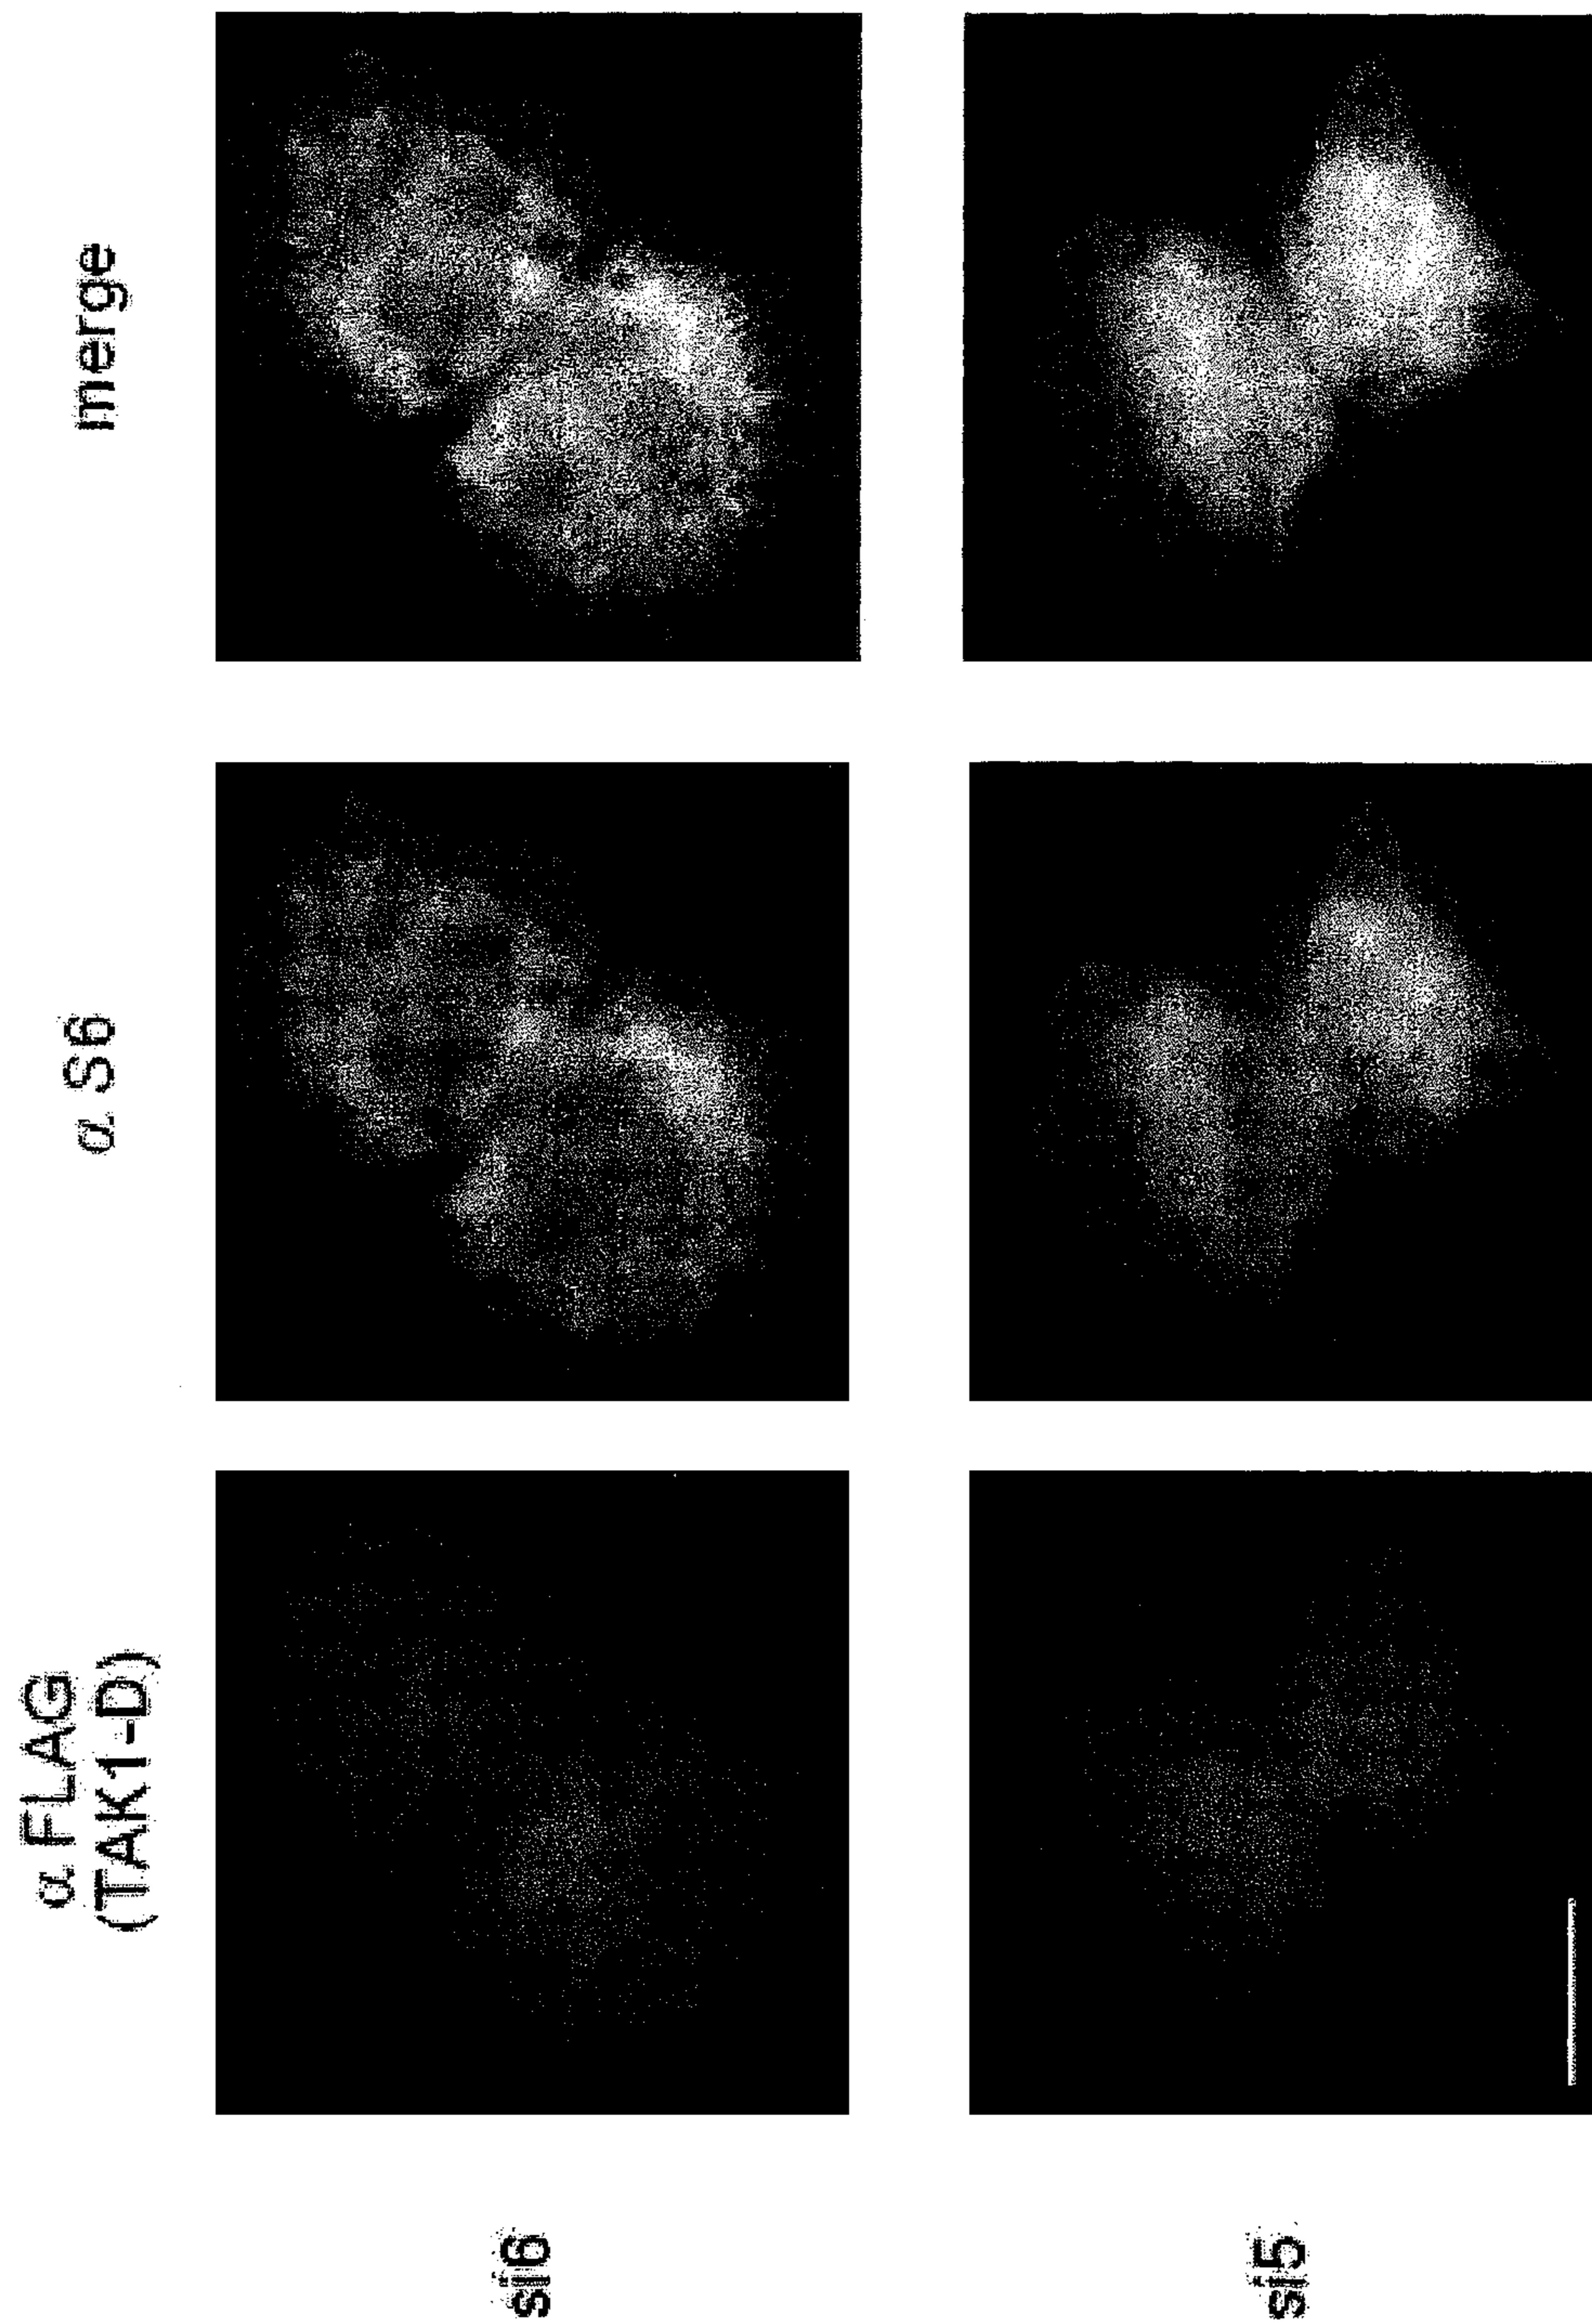 α FLAG
(TAK1-D)
α S6
merge
si6
si5